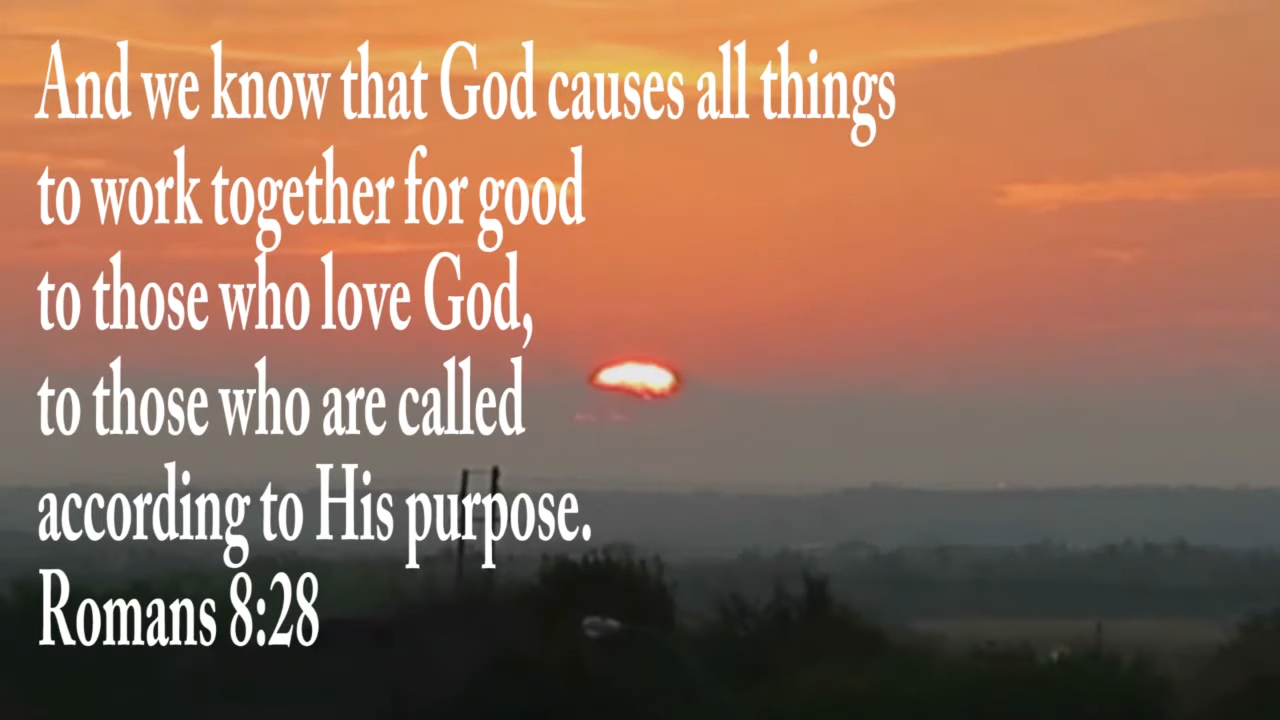 And we know that God causes all things
to work together for good
to those who love God,
to those who are called
according to His purpose.
Romans 8:28